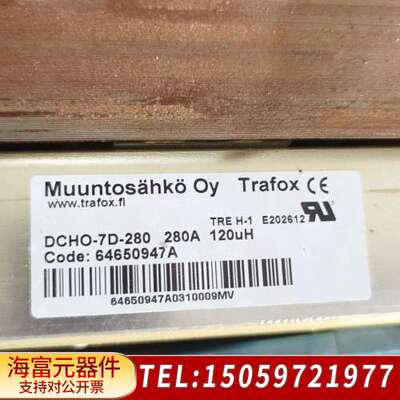 Muuntosähkö Oy Trafox CE
www.trafox.fi
TRE H-1 E202612 RU
DCHO-7D-280 280A 120uH
Code: 64650947A
64650947A0310009MV
海富元器件
支持对公开票
TEL:15059721977